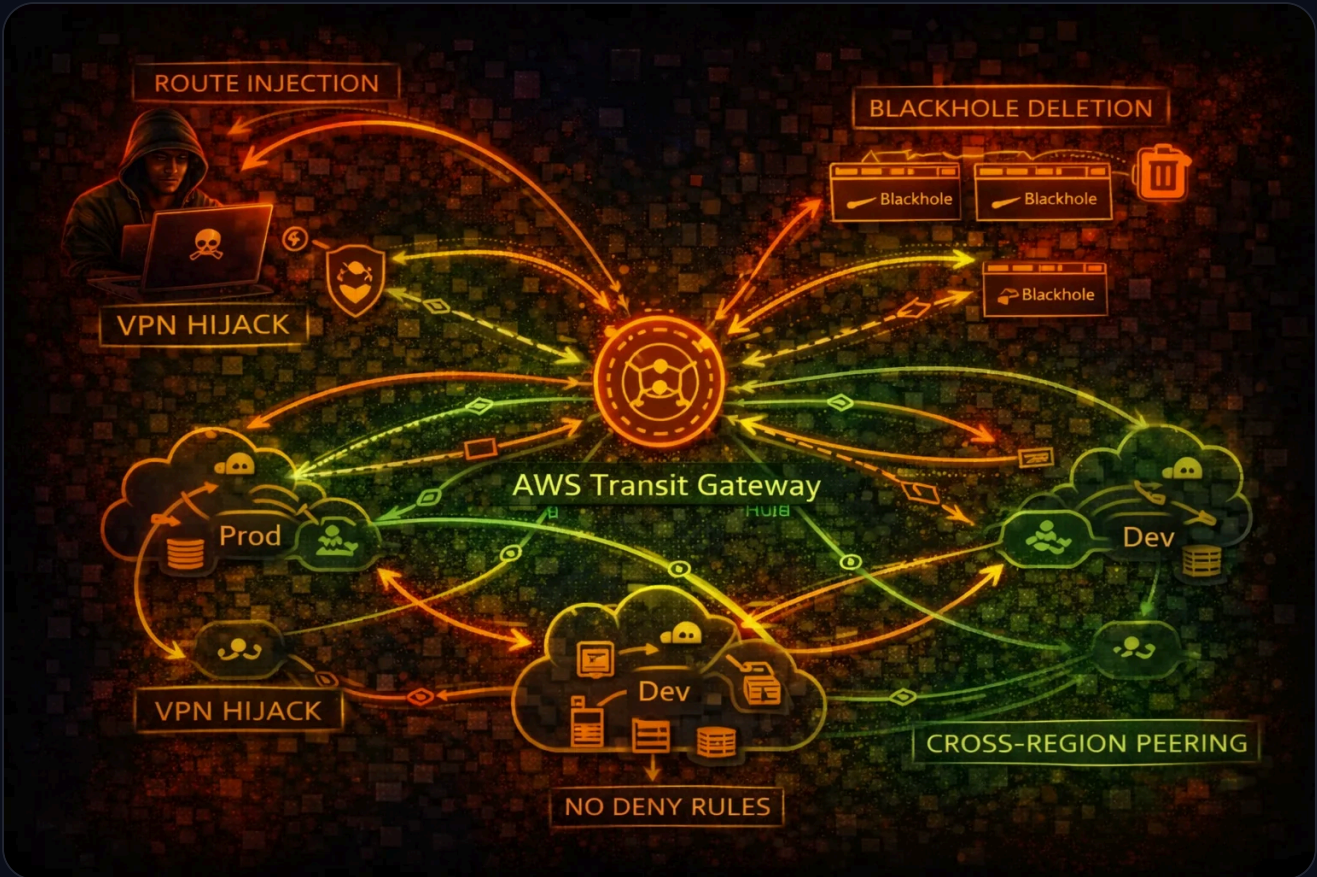 ROUTE INJECTION
BLACKHOLE DELETION
Blackhole
Blackhole
Blackhole
VPN HIJACK
AWS Transit Gateway
Prod
Dev
Dev
VPN HIJACK
CROSS-REGION PEERING
NO DENY RULES